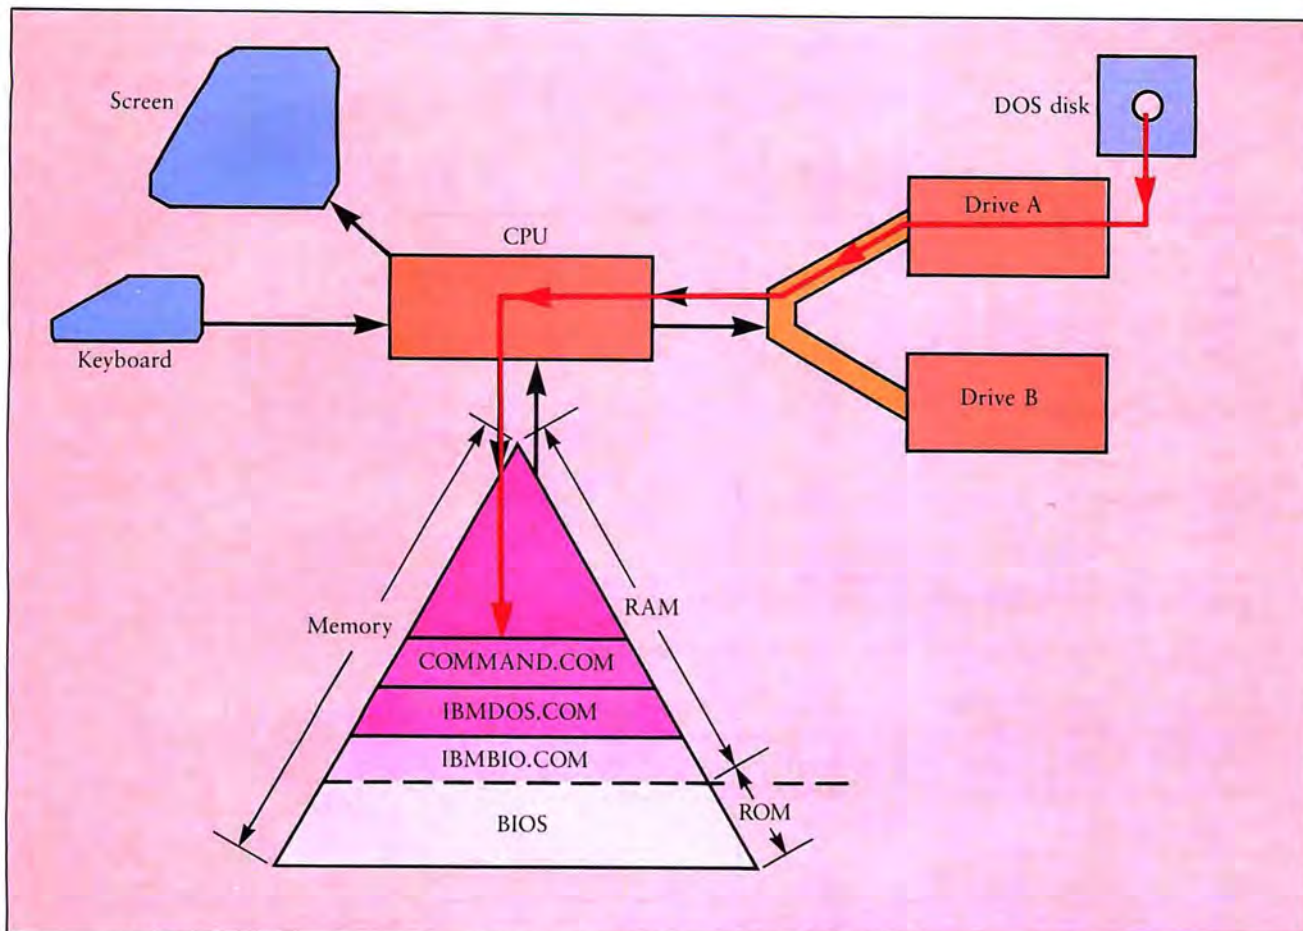 Screen
DOS disk
Drive A
CPU
Keyboard
Drive B
Memory
RAM
COMMAND.COM
IBMDOS.COM
IBMBIO.COM
ROM
BIOS